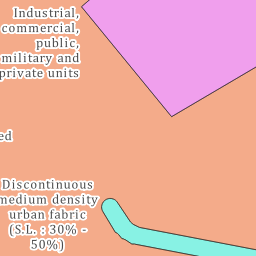 Industrial,
commercial,
public,
military and
private units
ed
Discontinuous
medium density
urban fabric
(S.L. : 30% -
50%)